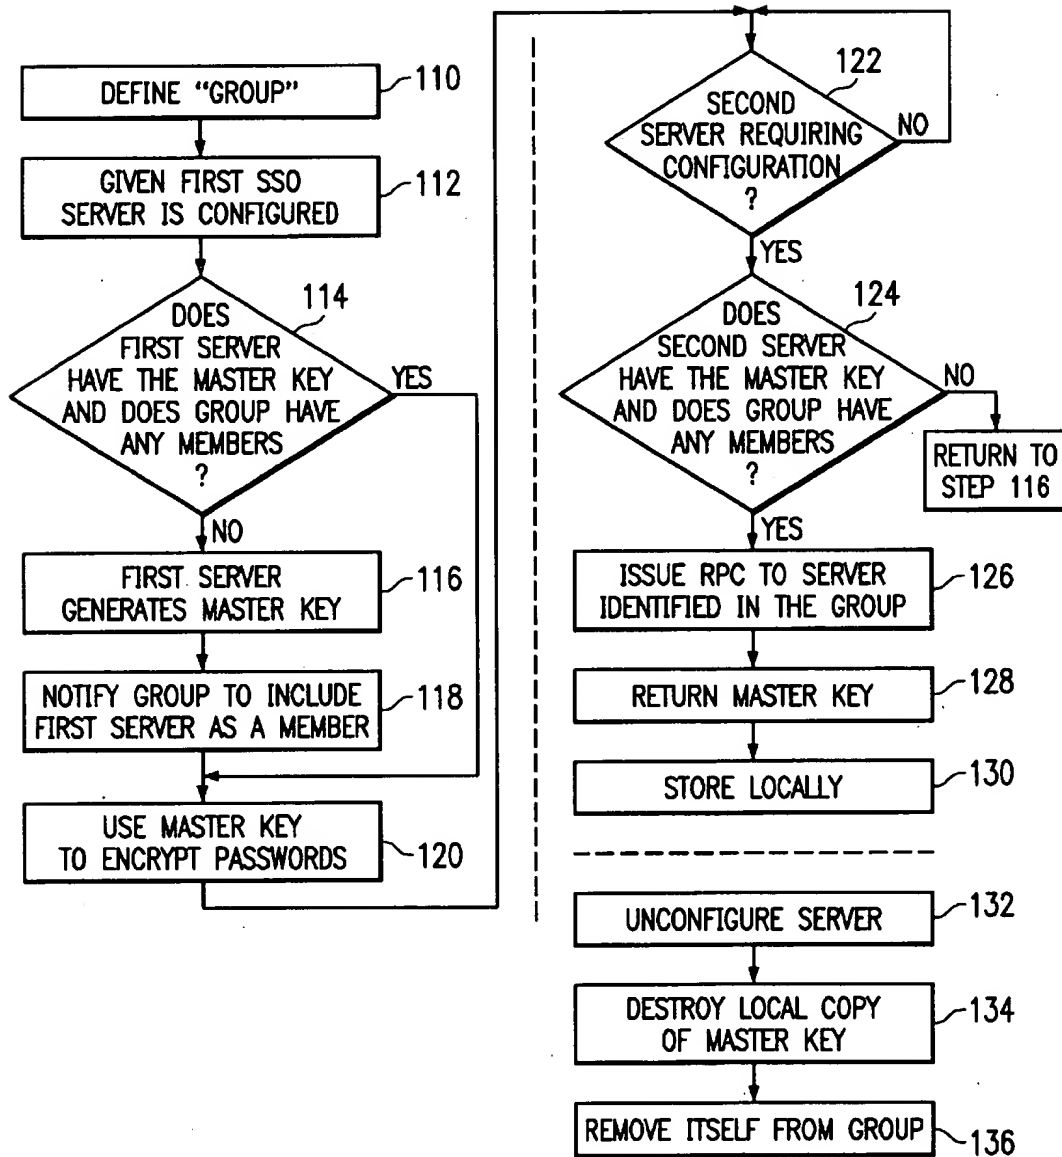 DEFINE "GROUP"
110
GIVEN FIRST SSO
SERVER IS CONFIGURED
112
114
DOES
FIRST SERVER
HAVE THE MASTER KEY
AND DOES GROUP HAVE
ANY MEMBERS
?
YES
NO
FIRST SERVER
GENERATES MASTER KEY
116
NOTIFY GROUP TO INCLUDE
FIRST SERVER AS A MEMBER
118
USE MASTER KEY
TO ENCRYPT PASSWORDS
120
122
SECOND
SERVER REQUIRING
CONFIGURATION
?
NO
YES
124
DOES
SECOND SERVER
HAVE THE MASTER KEY
AND DOES GROUP HAVE
ANY MEMBERS
?
NO
RETURN TO
STEP 116
YES
ISSUE RPC TO SERVER
IDENTIFIED IN THE GROUP
126
RETURN MASTER KEY
128
STORE LOCALLY
130
UNCONFIGURE SERVER
132
DESTROY LOCAL COPY
OF MASTER KEY
134
REMOVE ITSELF FROM GROUP
136